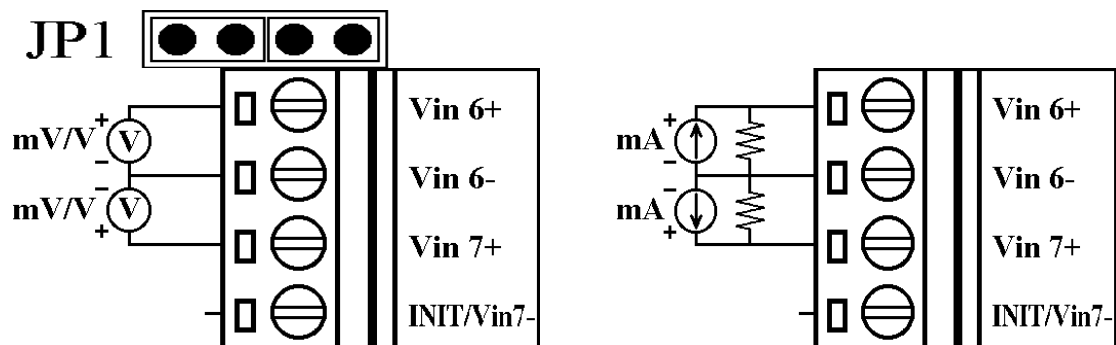 JP1
mV/V + V − Vin 6+
Vin 6-
mV/V − V + Vin 7+
INIT/Vin7-
mA + − Vin 6+
Vin 6-
mA − + Vin 7+
INIT/Vin7-